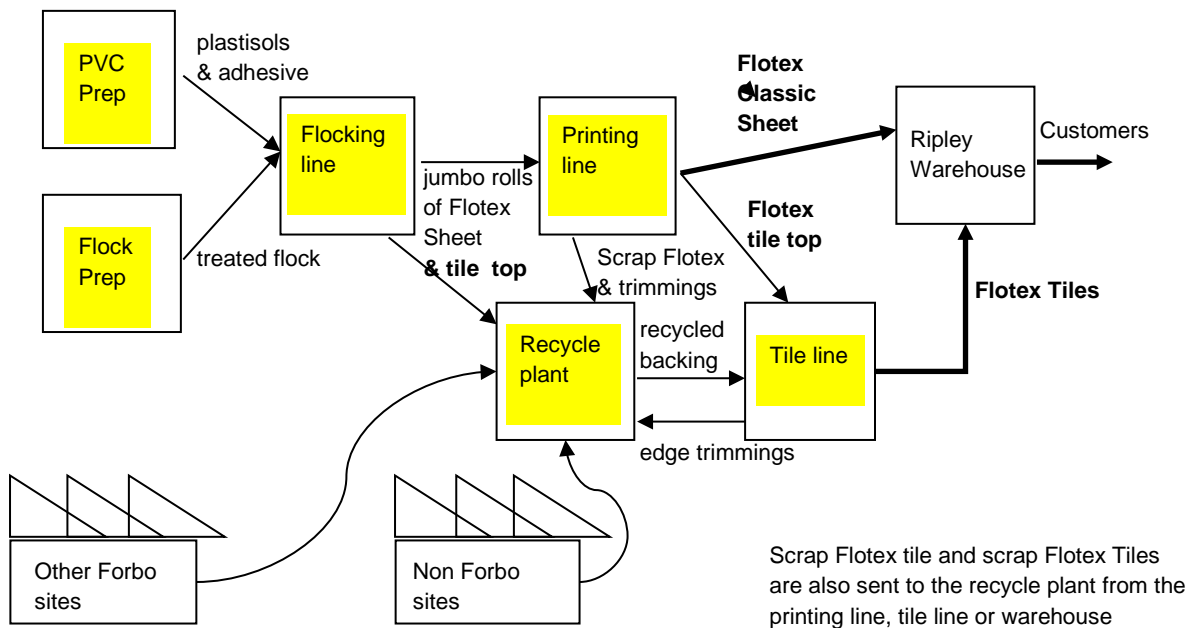 PVC
Prep
plastisols
& adhesive
Flock
Prep
treated flock
Flocking
line
jumbo rolls
of Flotex
Sheet
& tile top
Printing
line
Flotex
Classic
Sheet
Ripley
Warehouse
Customers
Flotex
tile top
Scrap Flotex
& trimmings
Flotex Tiles
Recycle
plant
recycled
backing
Tile line
edge trimmings
Other Forbo
sites
Non Forbo
sites
Scrap Flotex tile and scrap Flotex Tiles
are also sent to the recycle plant from the
printing line, tile line or warehouse